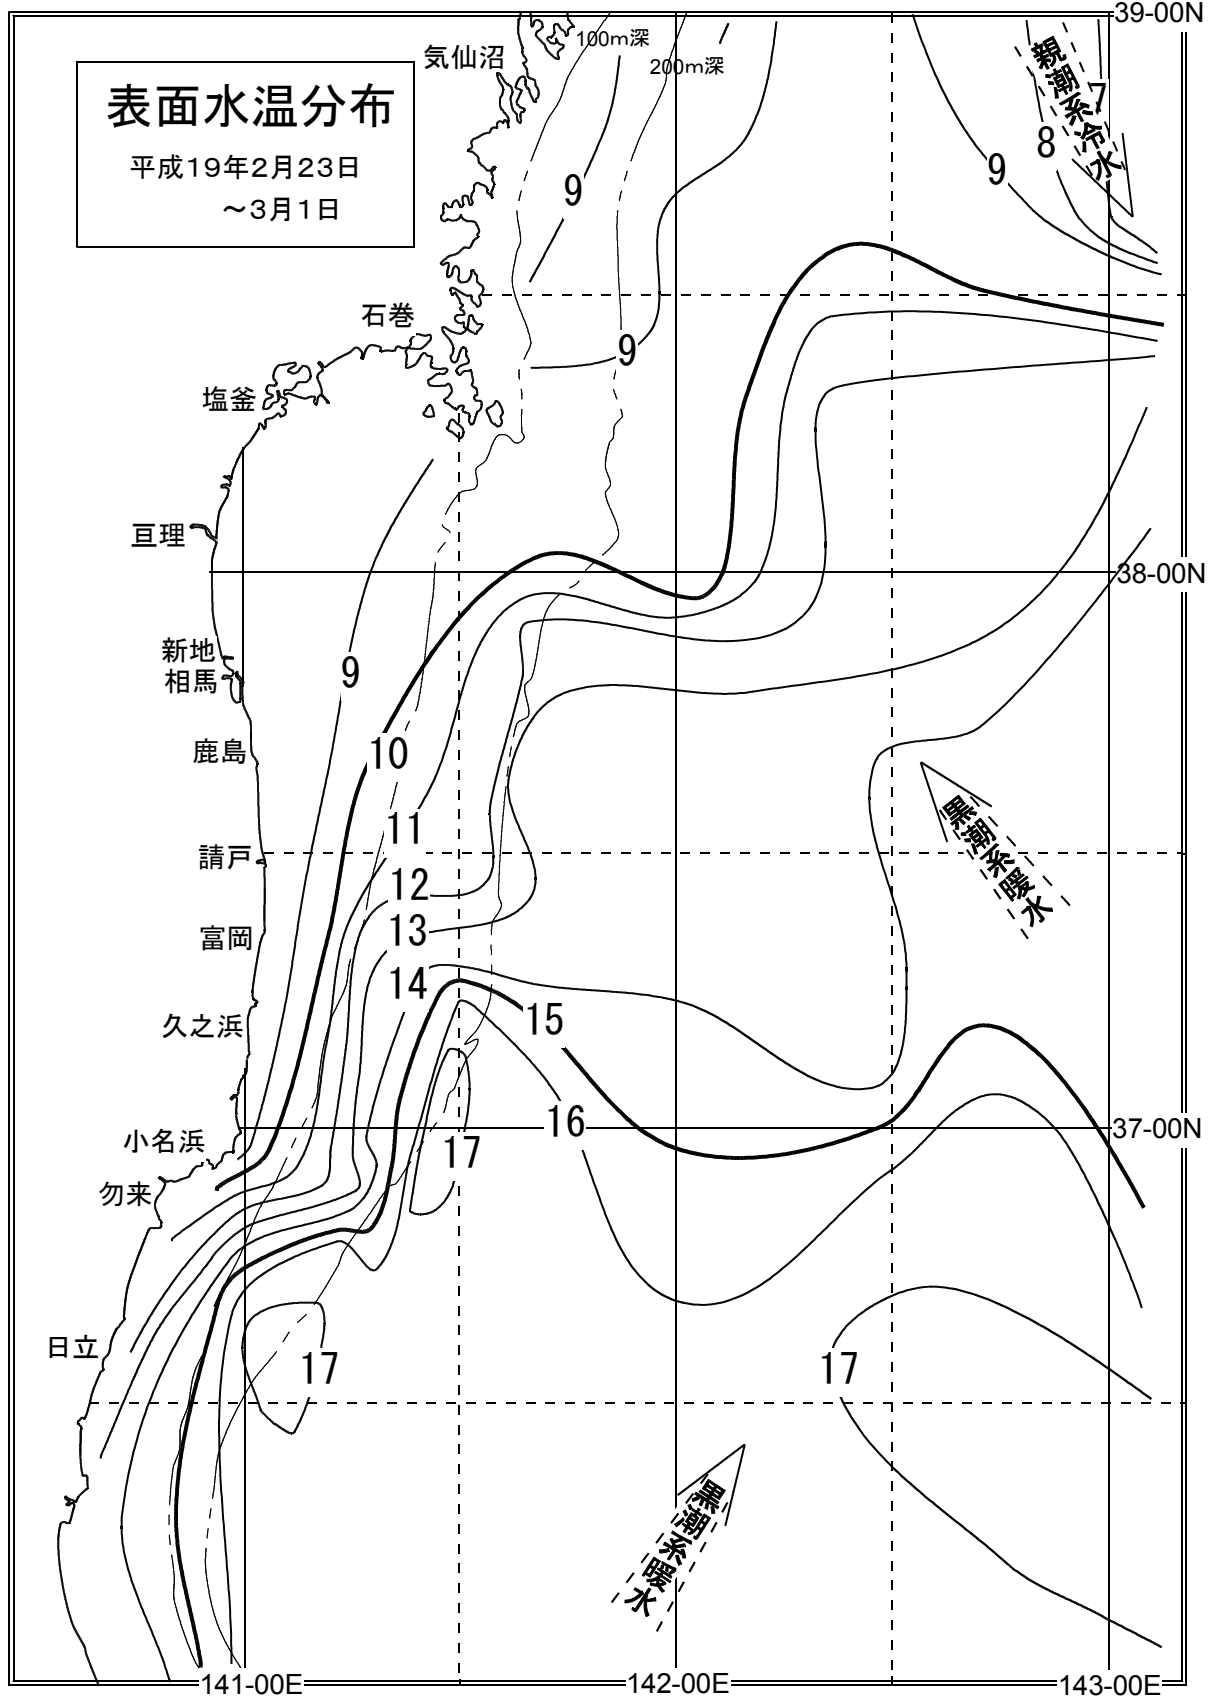 39-00N
100m深
気仙沼
200m深
表面水温分布
平成19年2月23日
～3月1日
親潮系冷水
7
8
9
9
石巻
9
塩釜
亘理
38-00N
新地
相馬
9
鹿島
10
11
黒潮系暖水
請戸
12
富岡
13
14
久之浜
15
16
37-00N
小名浜
17
勿来
日立
17
17
黒潮系暖水
141-00E
142-00E
143-00E